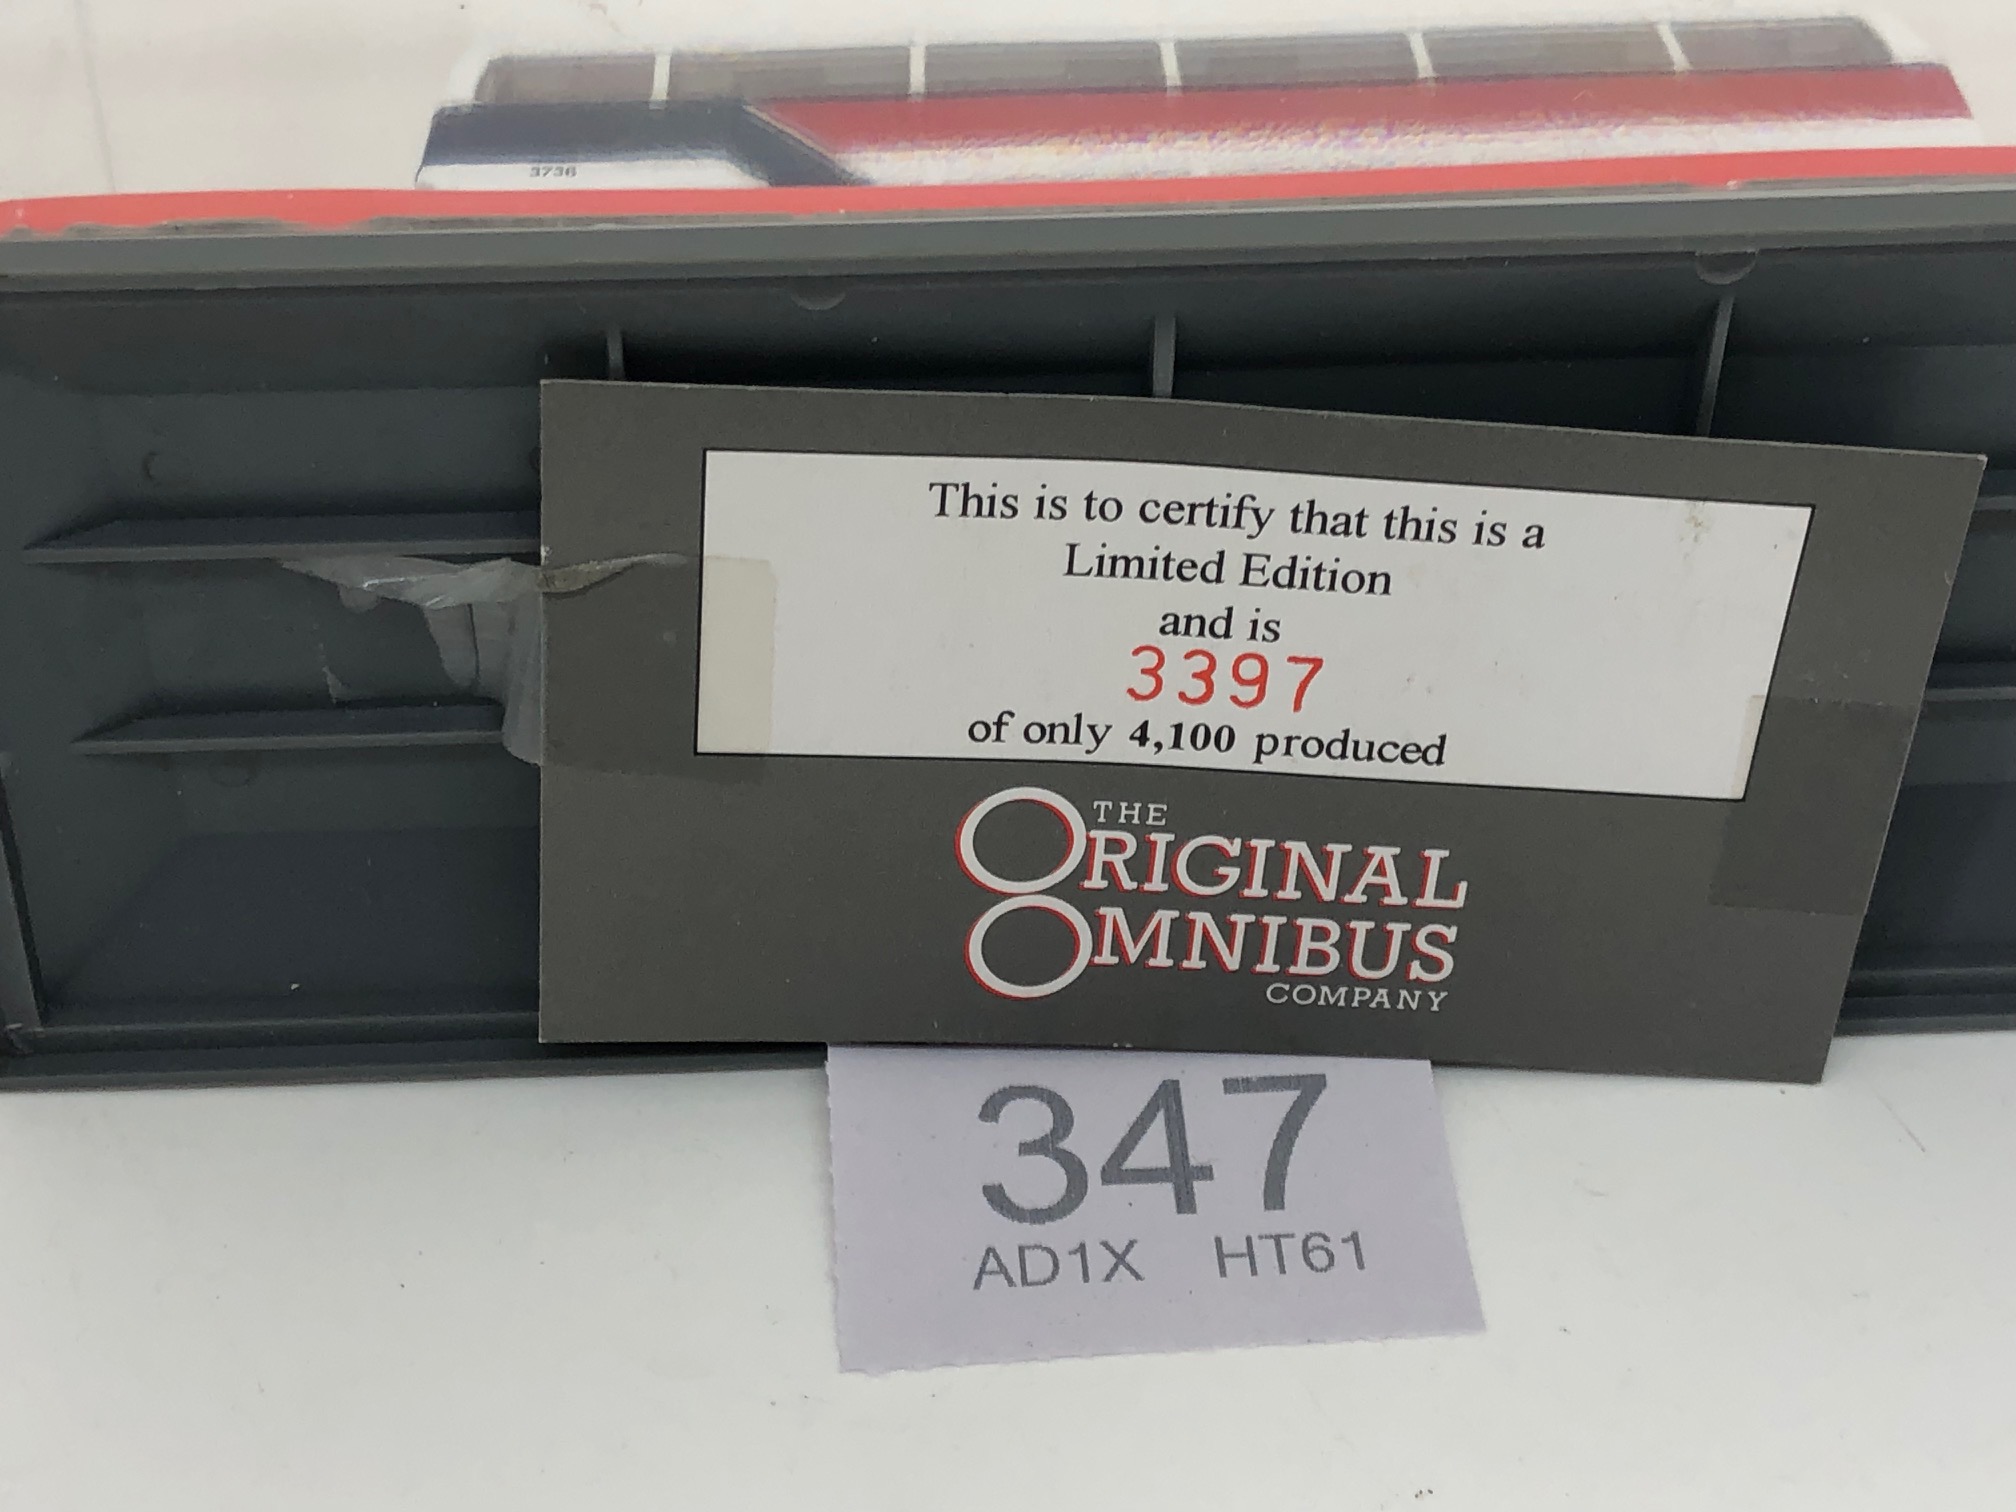 3736
This is to certify that this is a
Limited Edition
and is
3397
of only 4,100 produced
THE
ORIGINAL
OMNIBUS
COMPANY
347
AD1X HT61